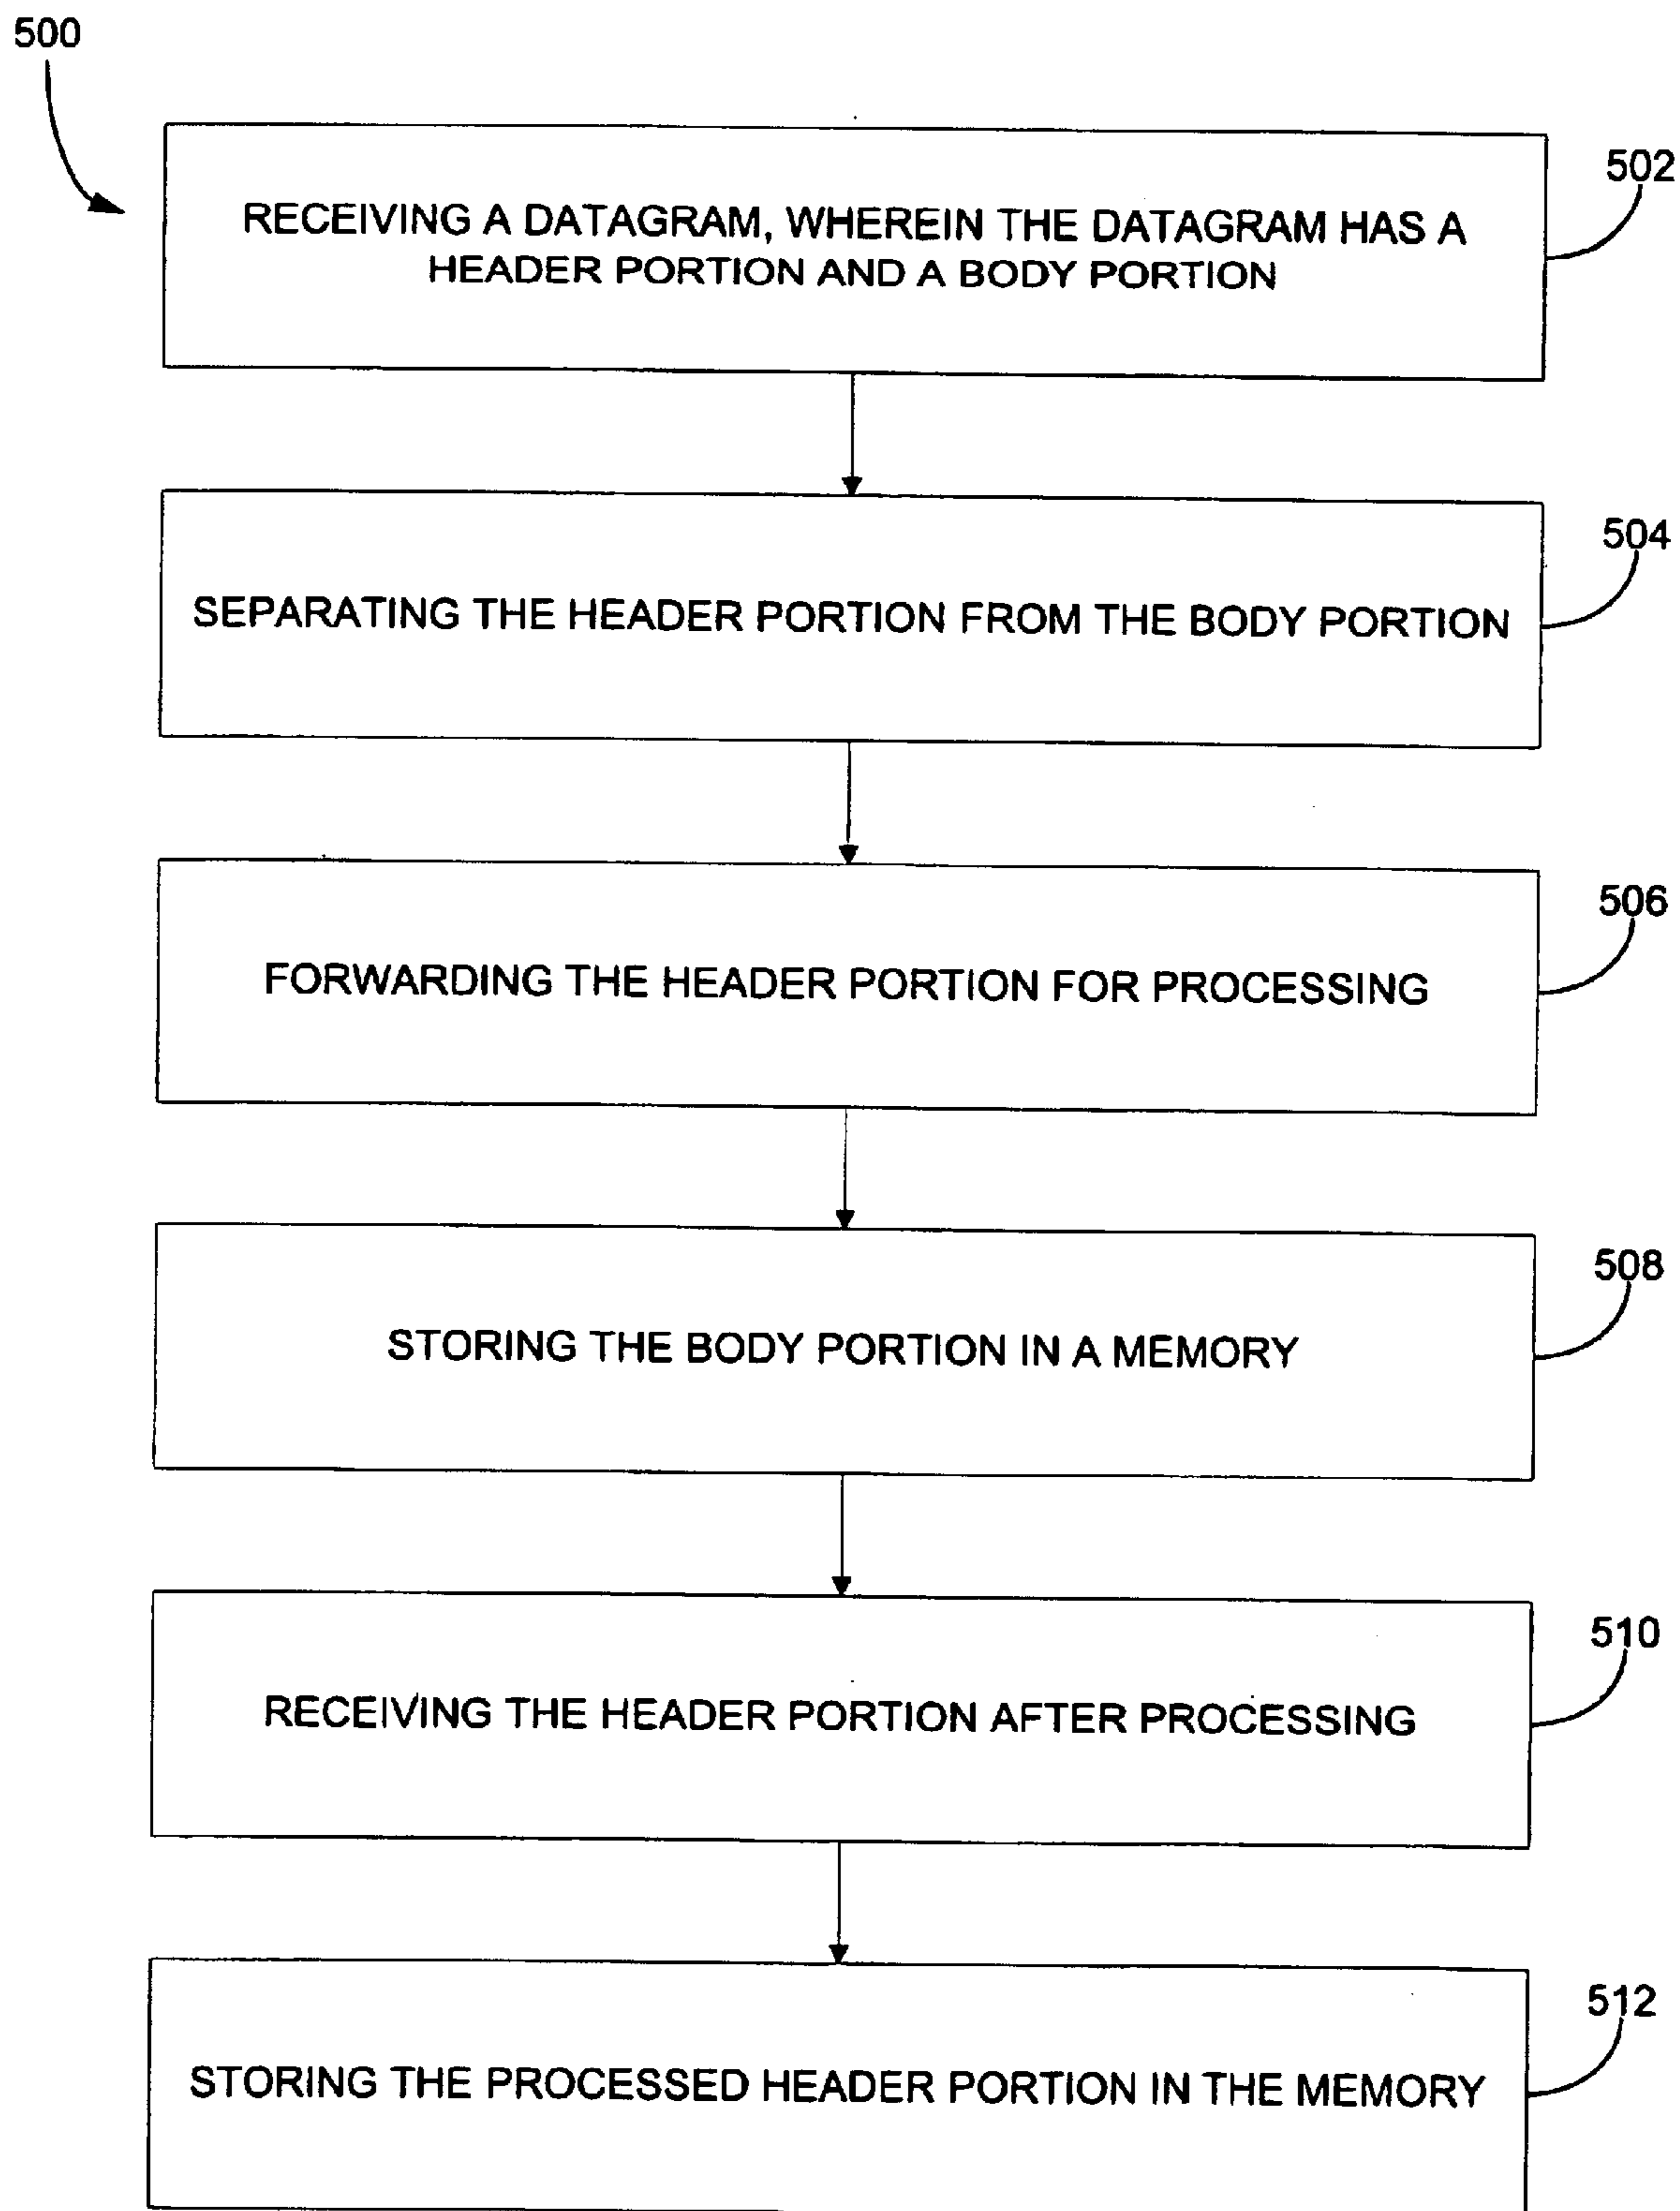 500
502
RECEIVING A DATAGRAM, WHEREIN THE DATAGRAM HAS A
HEADER PORTION AND A BODY PORTION
504
SEPARATING THE HEADER PORTION FROM THE BODY PORTION
506
FORWARDING THE HEADER PORTION FOR PROCESSING
508
STORING THE BODY PORTION IN A MEMORY
510
RECEIVING THE HEADER PORTION AFTER PROCESSING
512
STORING THE PROCESSED HEADER PORTION IN THE MEMORY